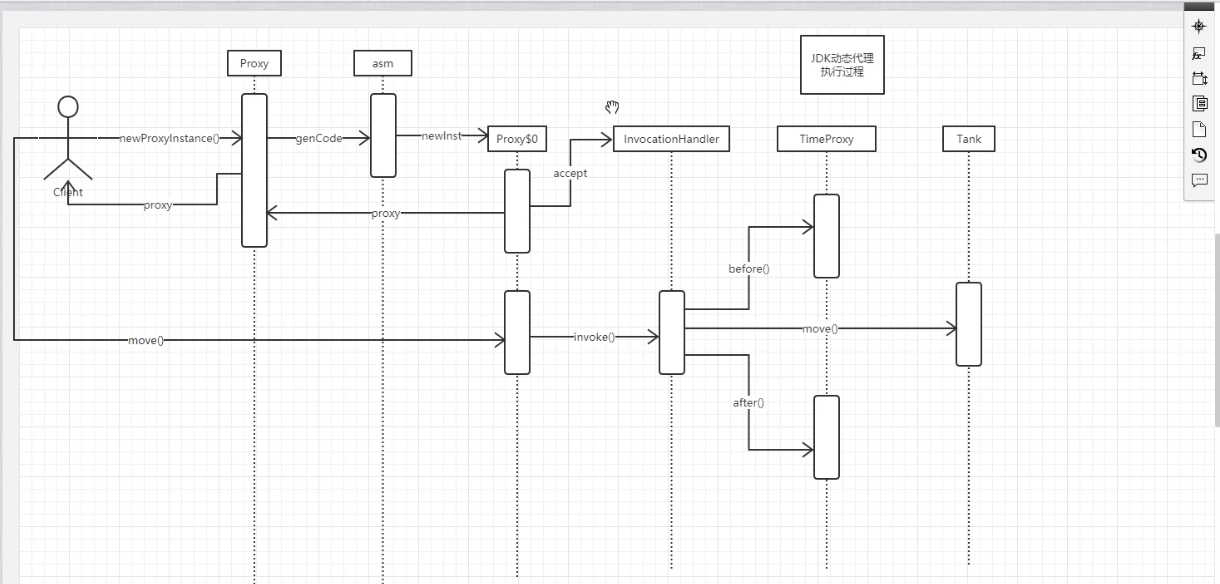 JDK动态代理
执行过程
Proxy
asm
newProxyInstance()
genCode
newInst
Proxy$0
InvocationHandler
TimeProxy
Tank
accept
Client
proxy
proxy
before()
move()
invoke()
move()
after()